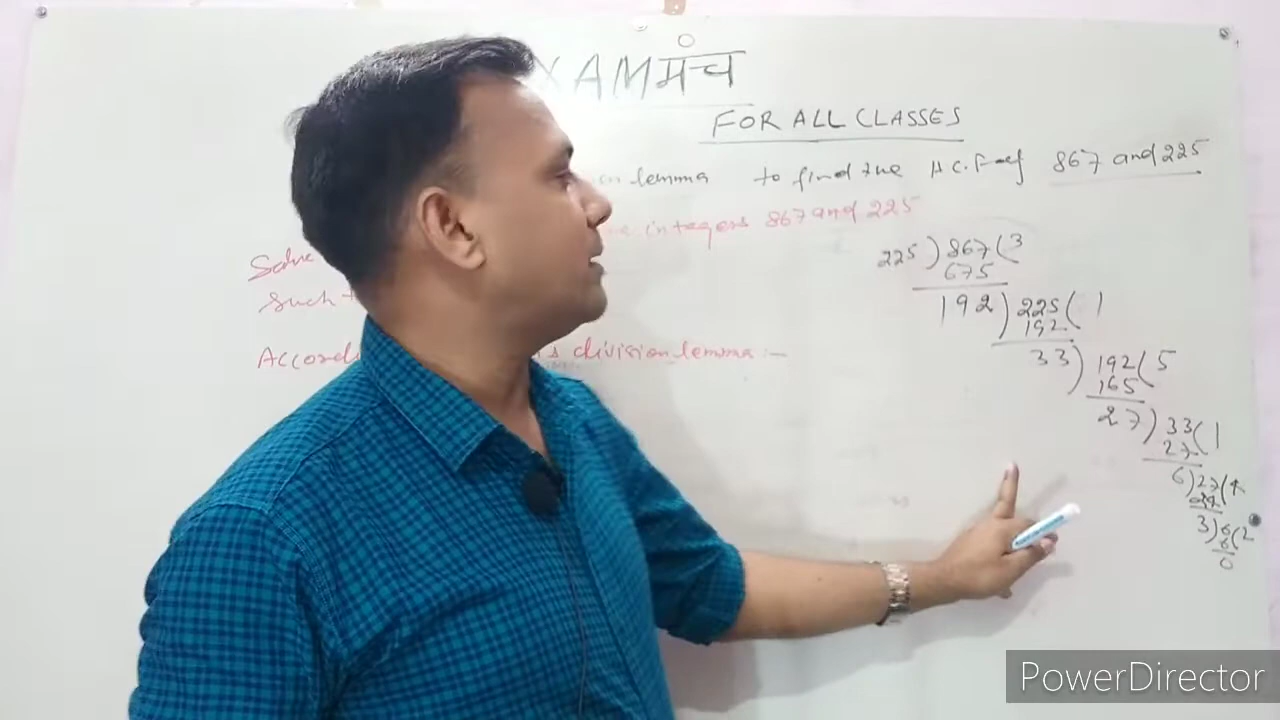 XAMमंच
FOR ALL CLASSES
lemma to find the H.C.F of 867 and 225
integers 867 and 225
Solve
such
division lemma :-
225 ) 867 ( 3
675
192 ) 225 ( 1
192
33 ) 192 ( 5
165
27 ) 33 ( 1
27
6 ) 27 ( 4
24
3 ) 6 ( 2
6
0
PowerDirector